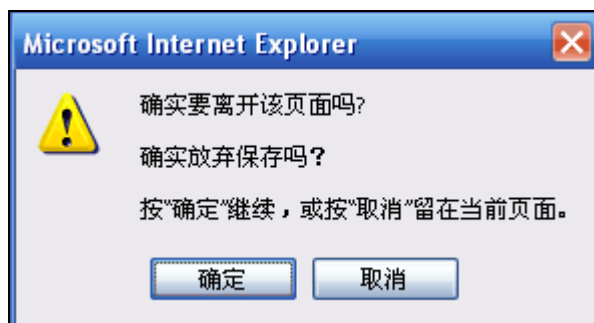 Microsoft Internet Explorer
确实要离开该页面吗?
确实放弃保存吗？
按“确定”继续，或按“取消”留在当前页面。
确定
取消